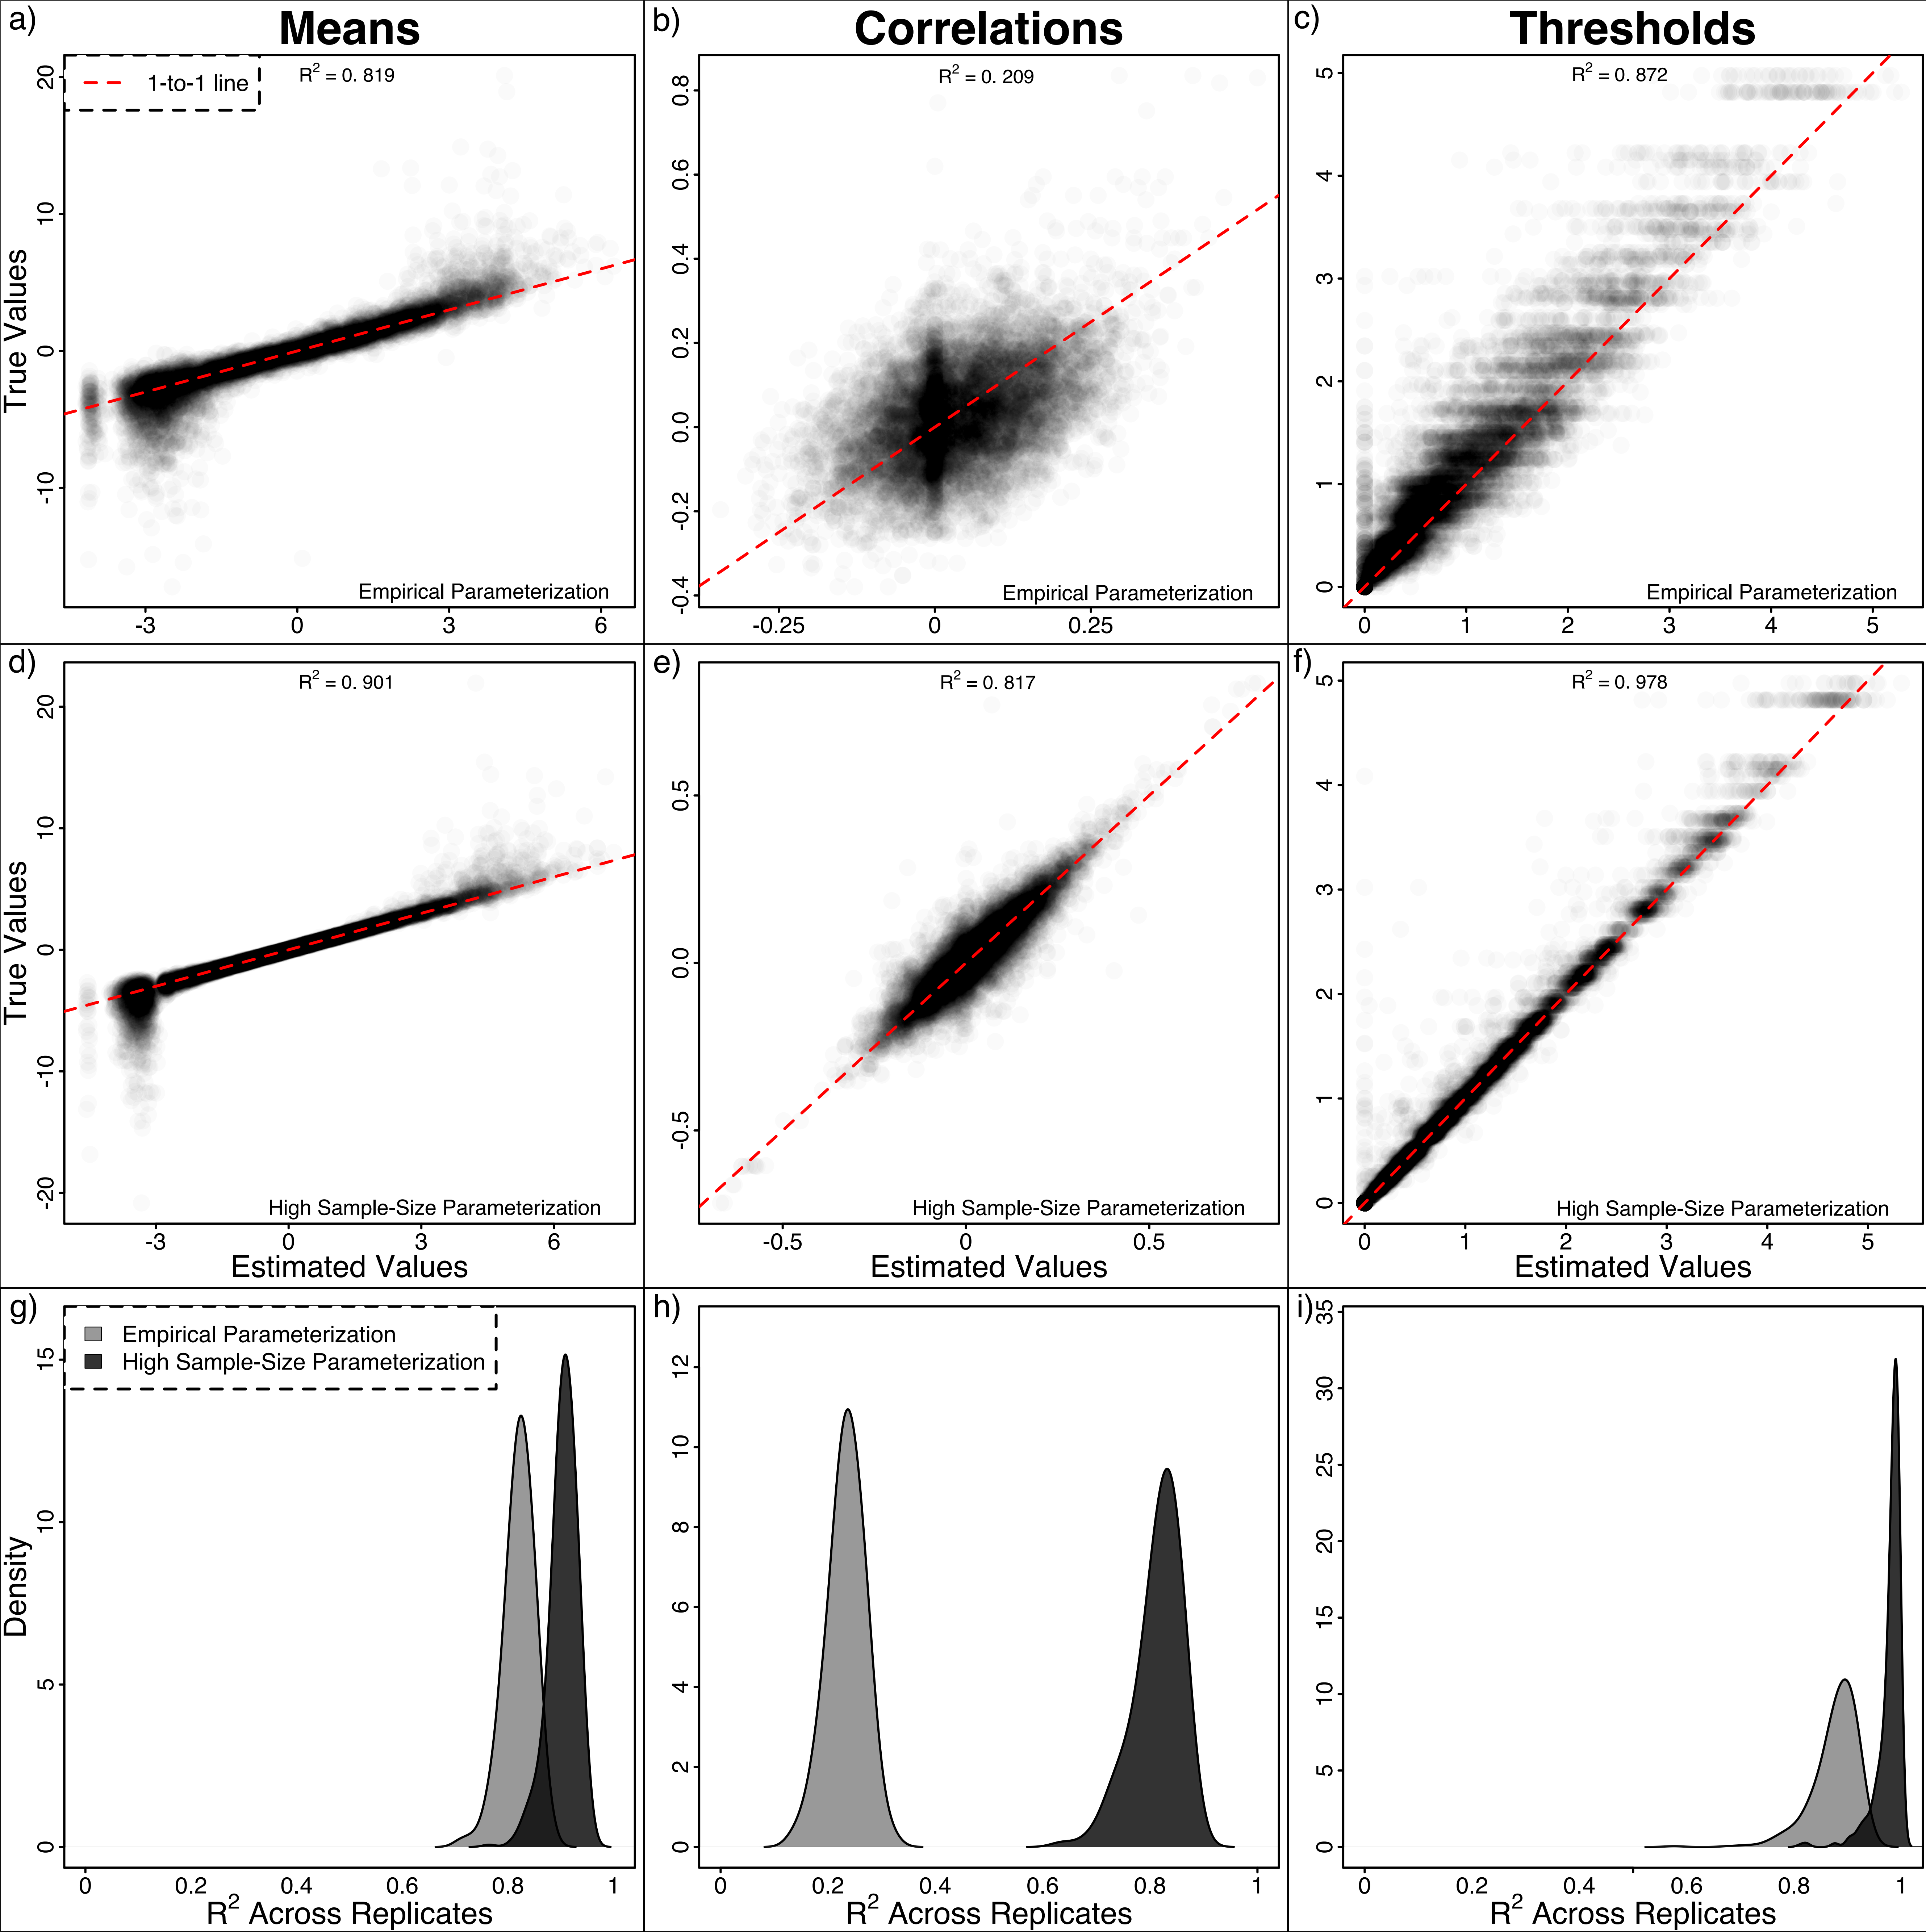 a) Means
1-to-1 line
R² = 0. 819
True Values
20
10
0
-10
Empirical Parameterization
-3 0 3 6
b) Correlations
R² = 0. 209
0.8
0.6
0.4
0.2
0.0
-0.2
-0.4
Empirical Parameterization
-0.25 0 0.25
c) Thresholds
R² = 0. 872
5
4
3
2
1
0
Empirical Parameterization
0 1 2 3 4 5
d)
R² = 0. 901
True Values
20
10
0
-10
-20
High Sample-Size Parameterization
-3 0 3 6
Estimated Values
e)
R² = 0. 817
0.5
0.0
-0.5
High Sample-Size Parameterization
-0.5 0 0.5
Estimated Values
f)
R² = 0. 978
5
4
3
2
1
0
High Sample-Size Parameterization
0 1 2 3 4 5
Estimated Values
g)
Empirical Parameterization
High Sample-Size Parameterization
Density
15
10
5
0
0 0.2 0.4 0.6 0.8 1
R² Across Replicates
h)
12
10
8
6
4
2
0
0 0.2 0.4 0.6 0.8 1
R² Across Replicates
i)
35
30
25
20
15
10
5
0
0 0.2 0.4 0.6 0.8 1
R² Across Replicates